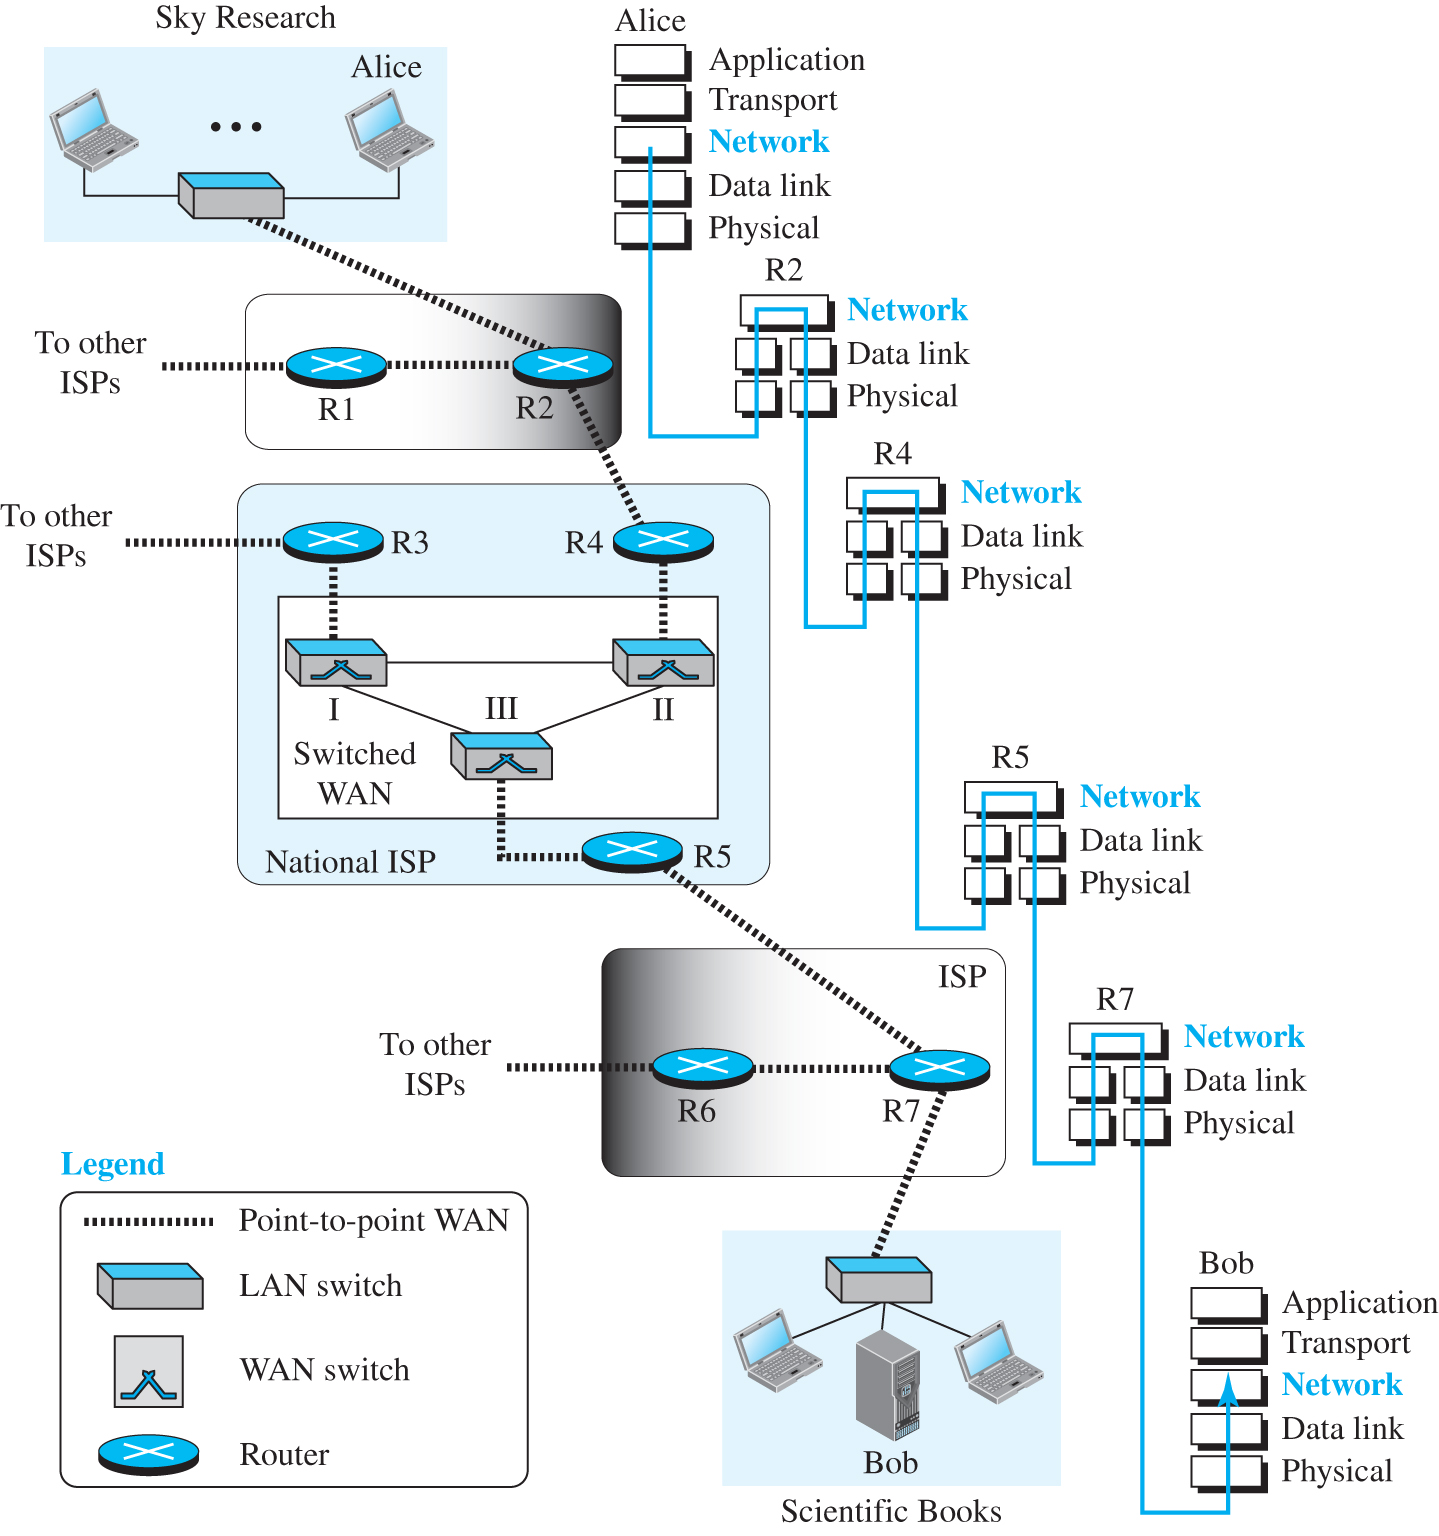 Sky Research
Alice
Alice
Application
Transport
Network
Data link
Physical
R2
Network
Data link
Physical
To other
ISPs
R1
R2
R4
Network
Data link
Physical
To other
ISPs
R3
R4
I
III
II
Switched
WAN
National ISP
R5
R5
Network
Data link
Physical
ISP
To other
ISPs
R6
R7
R7
Network
Data link
Physical
Legend
Point-to-point WAN
LAN switch
WAN switch
Router
Bob
Scientific Books
Bob
Application
Transport
Network
Data link
Physical